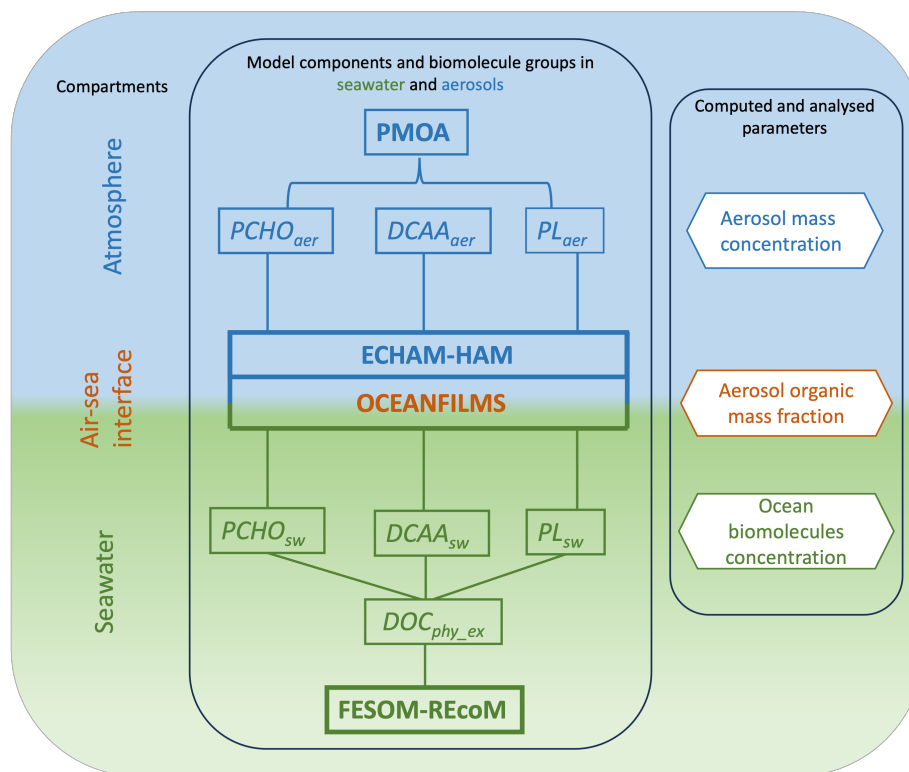 Model components and biomolecule groups in
seawater and aerosols
Compartments
Computed and analysed
parameters
PMOA
Atmosphere
PCHOaer
DCAAaer
PLaer
Aerosol mass
concentration
ECHAM-HAM
Air-sea
interface
OCEANFILMS
Aerosol organic
mass fraction
Seawater
PCHOsw
DCAAsw
PLsw
Ocean
biomolecules
concentration
DOCphy_ex
FESOM-REcoM